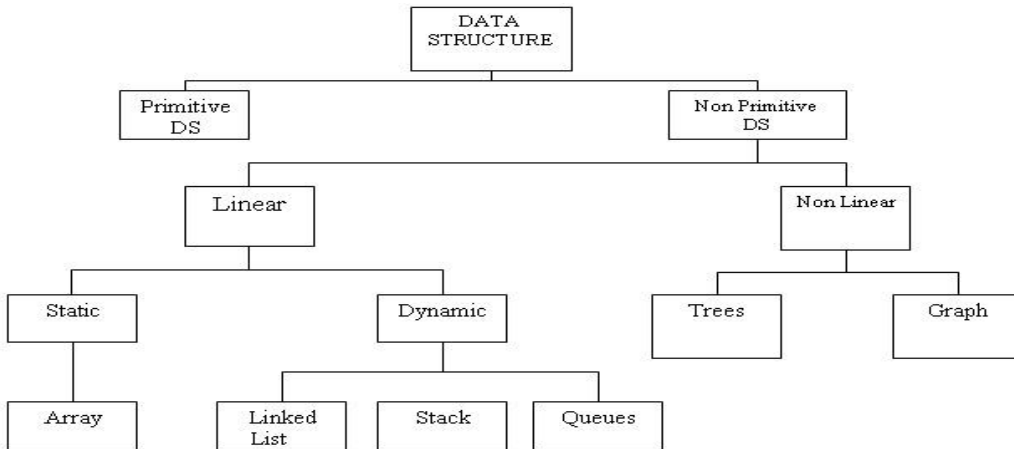 DATA
STRUCTURE
Primitive
DS
Non Primitive
DS
Linear
Non Linear
Static
Dynamic
Trees
Graph
Array
Linked
List
Stack
Queues